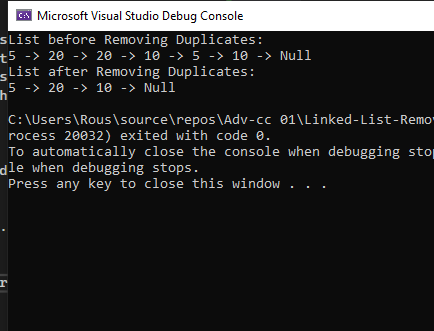 Microsoft Visual Studio Debug Console
List before Removing Duplicates:
5 -> 20 -> 20 -> 10 -> 5 -> 10 -> Null
List after Removing Duplicates:
5 -> 20 -> 10 -> Null
C:\Users\Rous\source\repos\Adv-cc 01\Linked-List-Remov
rocess 20032) exited with code 0.
To automatically close the console when debugging stop
le when debugging stops.
Press any key to close this window . . .